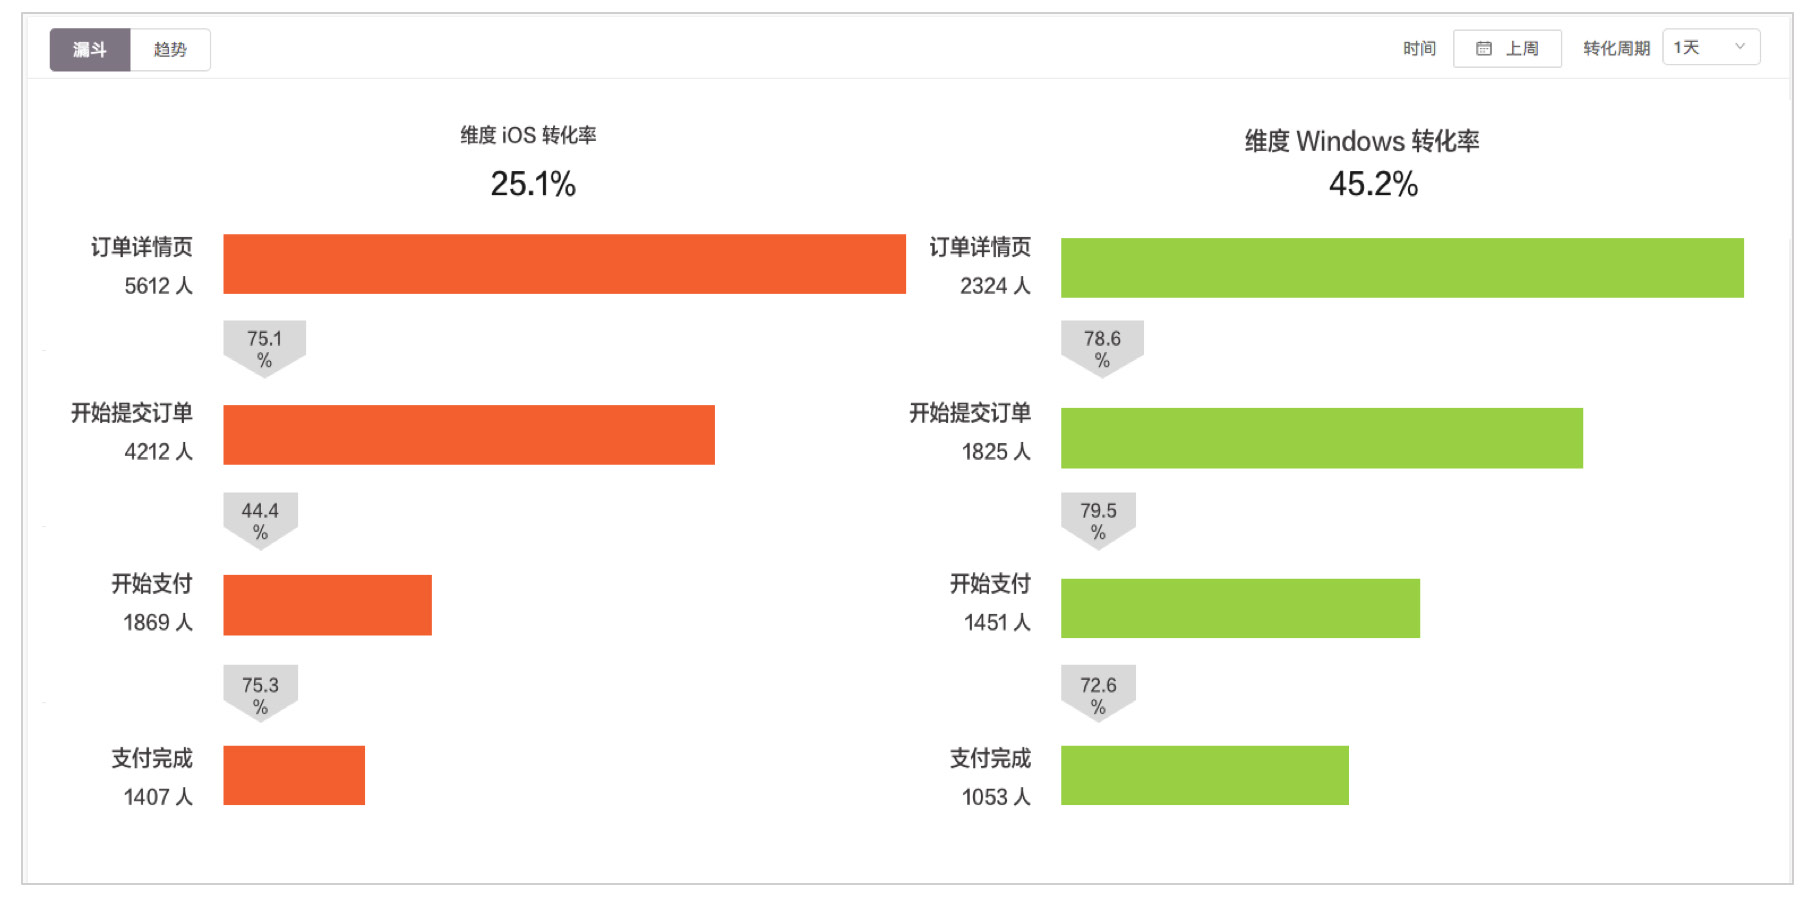 漏斗 趋势 时间 上周 转化周期 1天
维度 iOS 转化率
25.1%
订单详情页
5612 人
75.1
%
开始提交订单
4212 人
44.4
%
开始支付
1869 人
75.3
%
支付完成
1407 人
维度 Windows 转化率
45.2%
订单详情页
2324 人
78.6
%
开始提交订单
1825 人
79.5
%
开始支付
1451 人
72.6
%
支付完成
1053 人